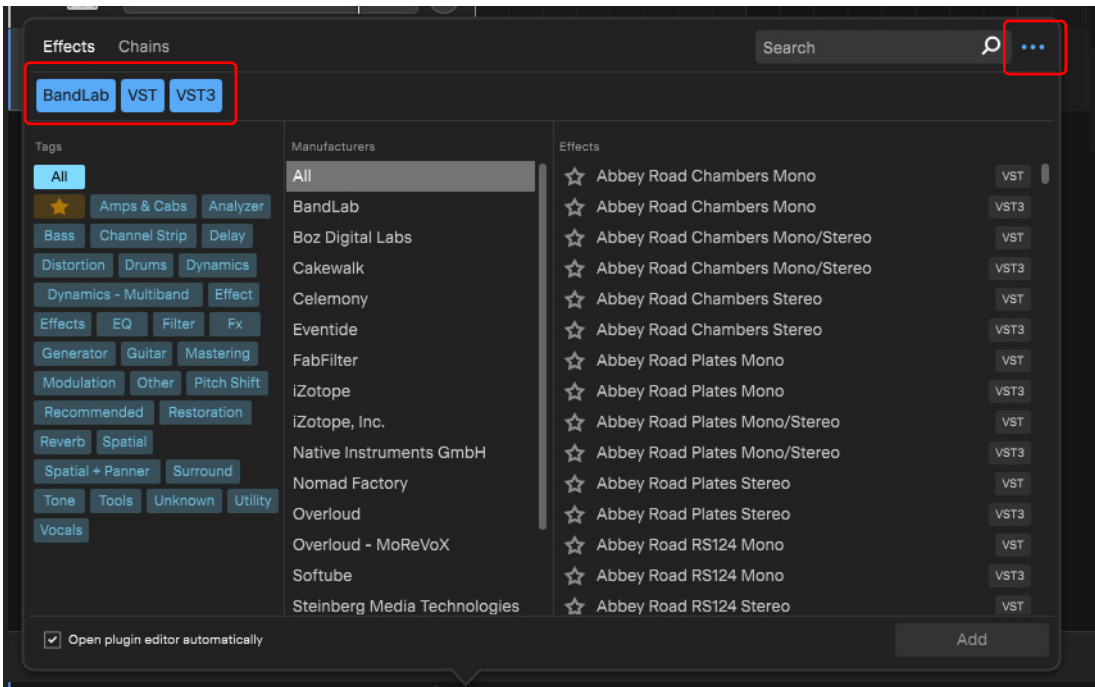 Effects Chains Search
BandLab VST VST3
Tags
All
Amps & Cabs Analyzer
Bass Channel Strip Delay
Distortion Drums Dynamics
Dynamics - Multiband Effect
Effects EQ Filter Fx
Generator Guitar Mastering
Modulation Other Pitch Shift
Recommended Restoration
Reverb Spatial
Spatial + Panner Surround
Tone Tools Unknown Utility
Vocals
Manufacturers
All
BandLab
Boz Digital Labs
Cakewalk
Celemony
Eventide
FabFilter
iZotope
iZotope, Inc.
Native Instruments GmbH
Nomad Factory
Overloud
Overloud - MoReVoX
Softube
Steinberg Media Technologies
Effects
Abbey Road Chambers Mono VST
Abbey Road Chambers Mono VST3
Abbey Road Chambers Mono/Stereo VST
Abbey Road Chambers Mono/Stereo VST3
Abbey Road Chambers Stereo VST
Abbey Road Chambers Stereo VST3
Abbey Road Plates Mono VST
Abbey Road Plates Mono VST3
Abbey Road Plates Mono/Stereo VST
Abbey Road Plates Mono/Stereo VST3
Abbey Road Plates Stereo VST
Abbey Road Plates Stereo VST3
Abbey Road RS124 Mono VST
Abbey Road RS124 Mono VST3
Abbey Road RS124 Stereo VST
Open plugin editor automatically
Add